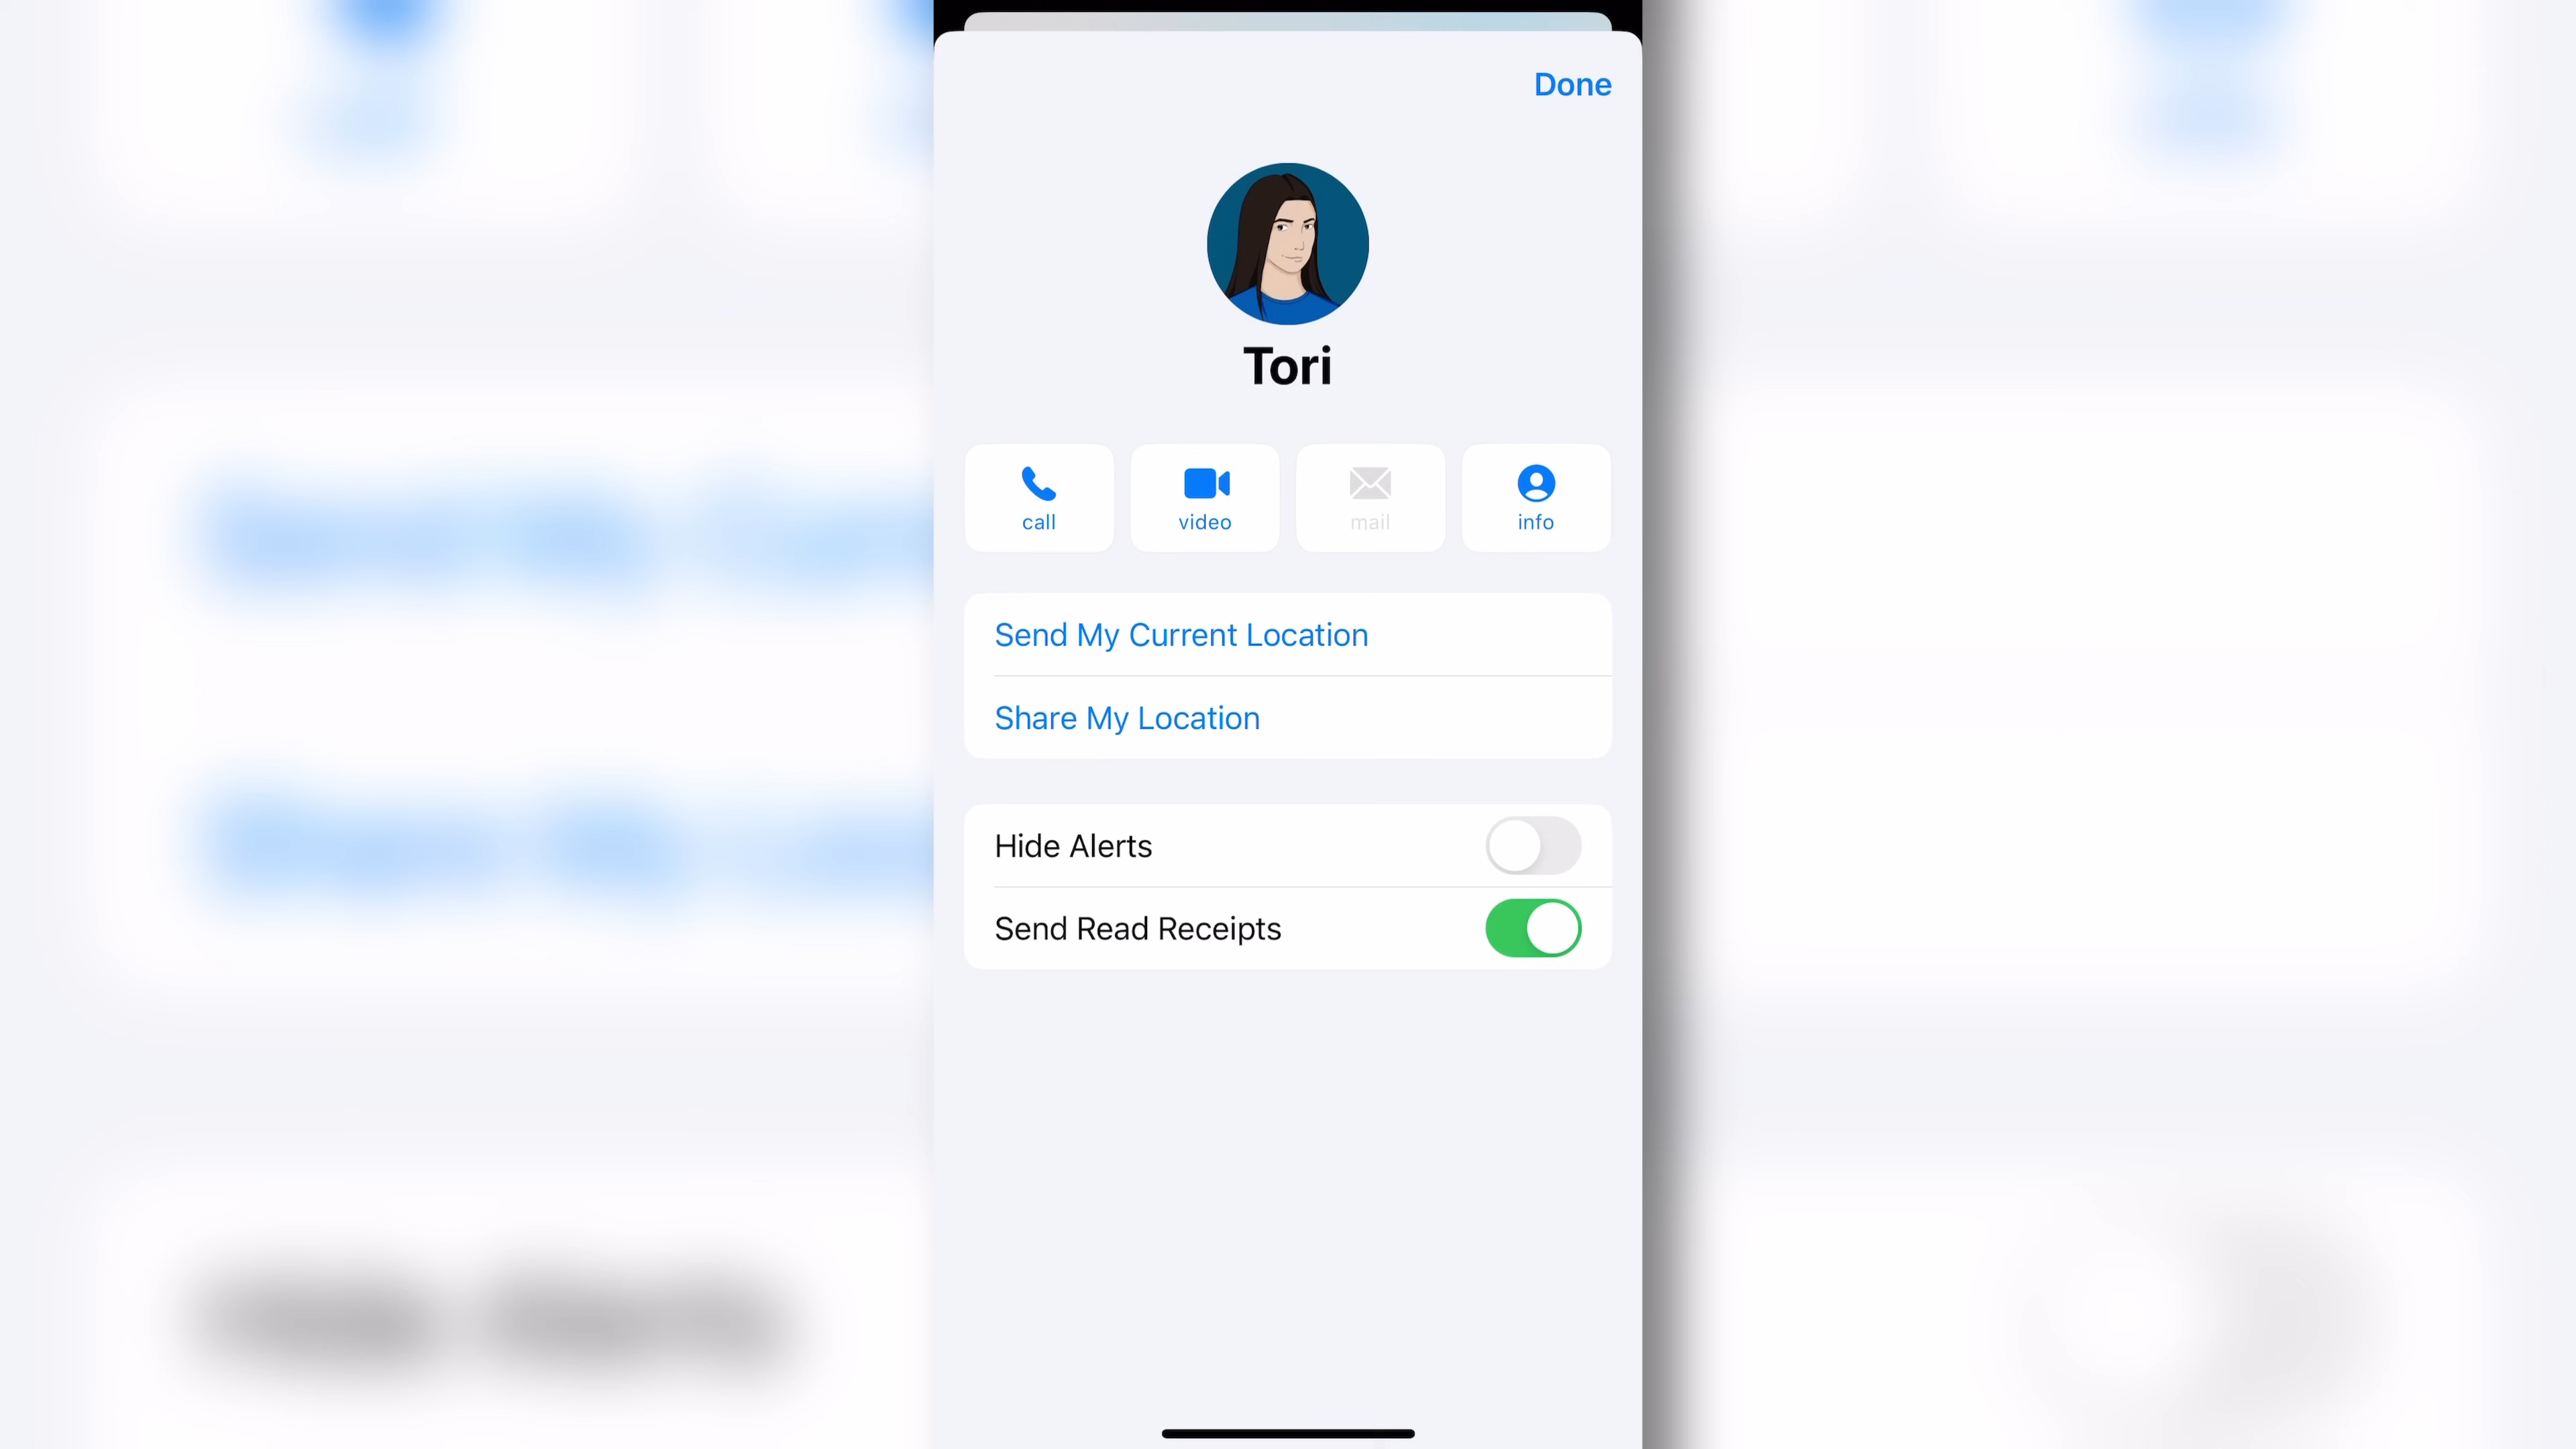 Done
Tori
call
video
mail
info
Send My Current Location
Share My Location
Hide Alerts
Send Read Receipts